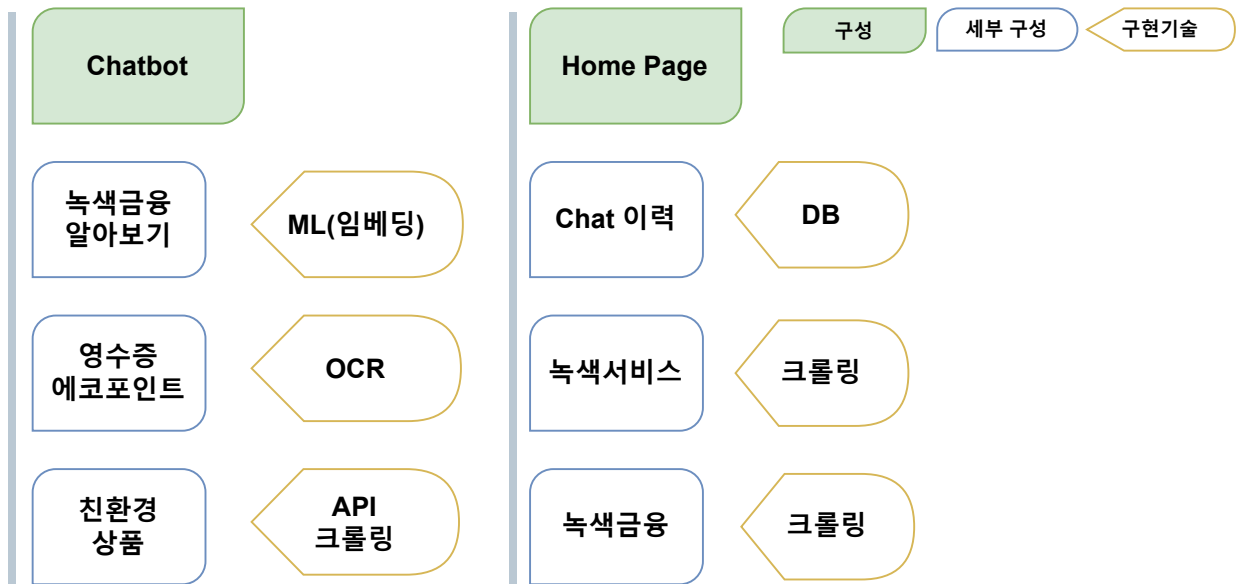 Chatbot
Home Page
구성
세부 구성
구현기술
녹색금융
알아보기
ML(임베딩)
Chat 이력
DB
영수증
에코포인트
OCR
녹색서비스
크롤링
친환경
상품
API
크롤링
녹색금융
크롤링